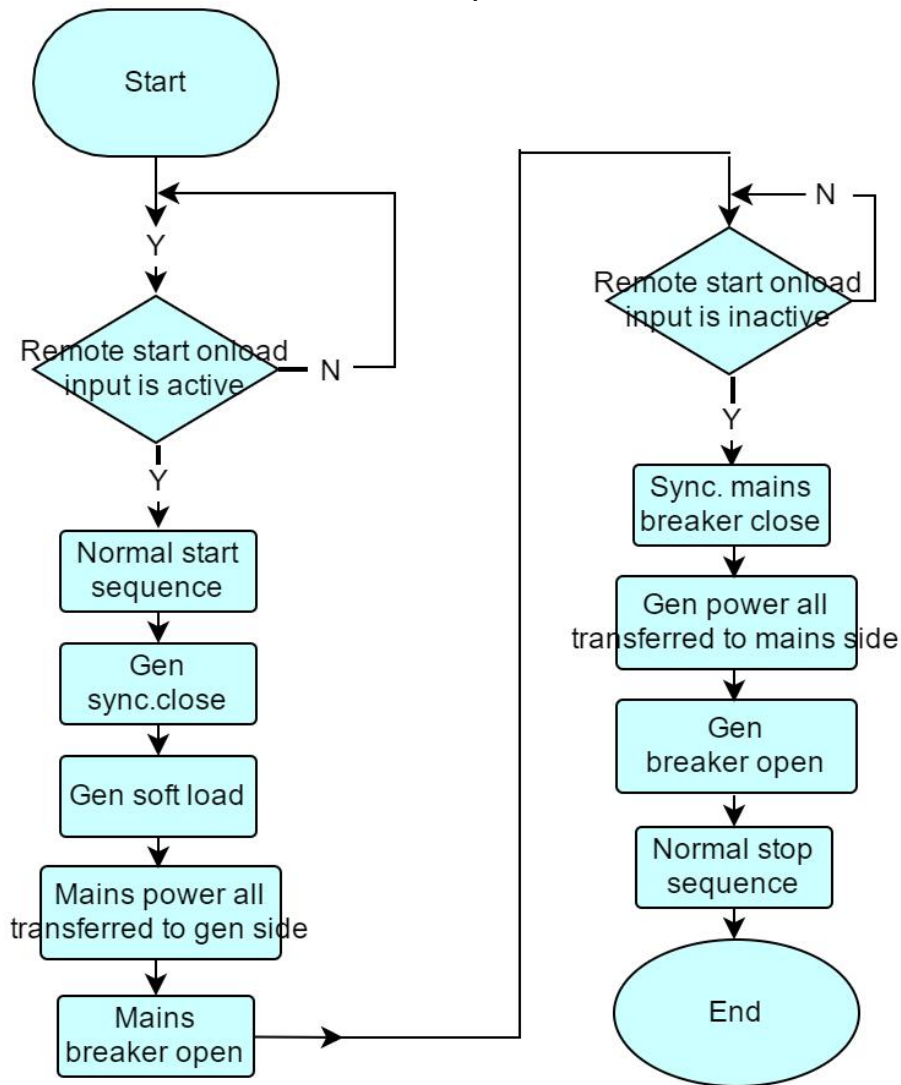 Start
Y
Remote start onload
input is active
N
Y
Normal start
sequence
Gen
sync.close
Gen soft load
Mains power all
transferred to gen side
Mains
breaker open
N
Remote start onload
input is inactive
Y
Sync. mains
breaker close
Gen power all
transferred to mains side
Gen
breaker open
Normal stop
sequence
End